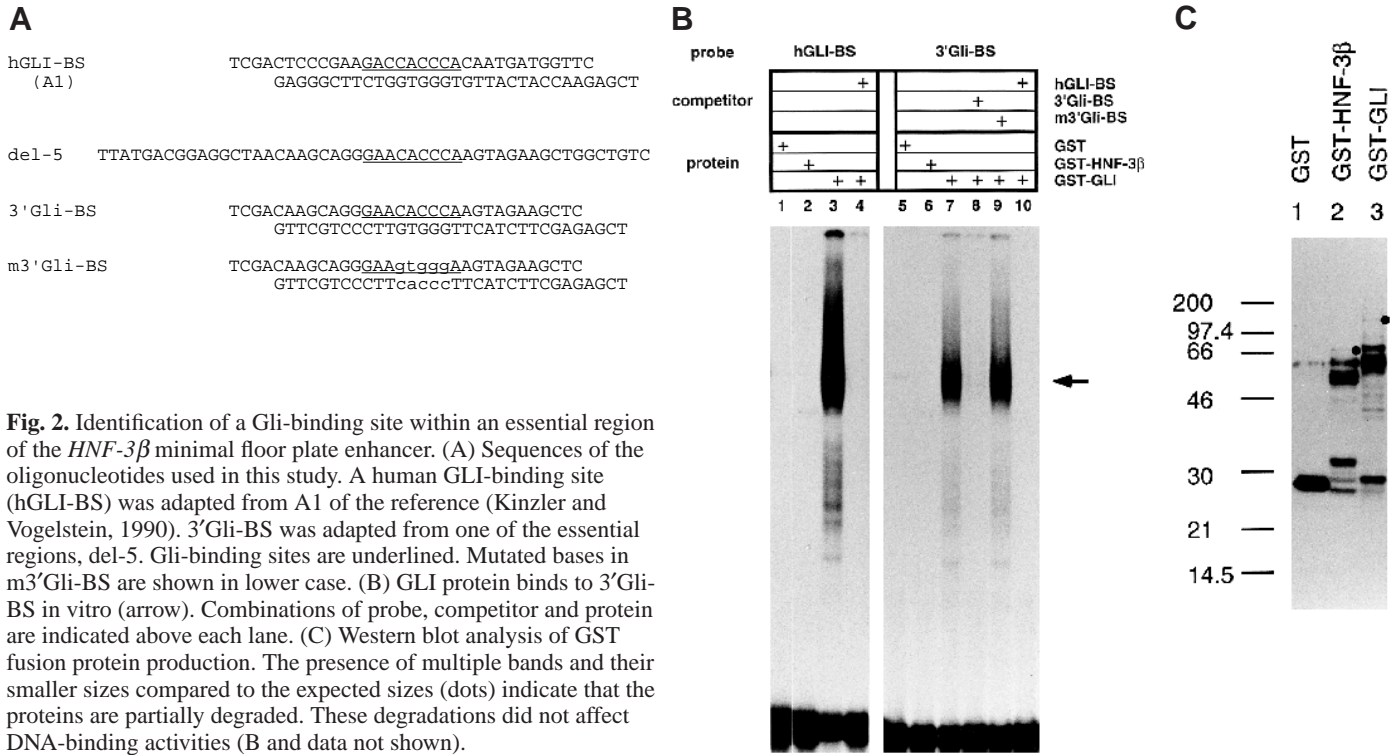 A
hGLI-BS TCGACTCCCGAAGACCACCCACAATGATGGTTC
(A1) GAGGGCTTCTGGTGGGTGTTACTACCAAGAGCT
del-5 TTATGACGGAGGCTAACAAGCAGGGAACACCCAAGTAGAAGCTGGCTGTC
3'Gli-BS TCGACAAGCAGGGAACACCCAAGTAGAAGCTC
GTTCGTCCCTTGTGGGTTCATCTTCGAGAGCT
m3'Gli-BS TCGACAAGCAGGGAAgtgggAAGTAGAAGCTC
GTTCGTCCCTTcacccTTCATCTTCGAGAGCT
Fig. 2. Identification of a Gli-binding site within an essential region
of the HNF-3β minimal floor plate enhancer. (A) Sequences of the
oligonucleotides used in this study. A human GLI-binding site
(hGLI-BS) was adapted from A1 of the reference (Kinzler and
Vogelstein, 1990). 3′Gli-BS was adapted from one of the essential
regions, del-5. Gli-binding sites are underlined. Mutated bases in
m3′Gli-BS are shown in lower case. (B) GLI protein binds to 3′Gli-
BS in vitro (arrow). Combinations of probe, competitor and protein
are indicated above each lane. (C) Western blot analysis of GST
fusion protein production. The presence of multiple bands and their
smaller sizes compared to the expected sizes (dots) indicate that the
proteins are partially degraded. These degradations did not affect
DNA-binding activities (B and data not shown).
B
probe hGLI-BS 3'Gli-BS
+ + hGLI-BS
competitor + 3'Gli-BS
+ m3'Gli-BS
+ + GST
protein + + GST-HNF-3β
+ + + + + + GST-GLI
1 2 3 4 5 6 7 8 9 10
C
GST
GST-HNF-3β
GST-GLI
1 2 3
200
97.4
66
46
30
21
14.5